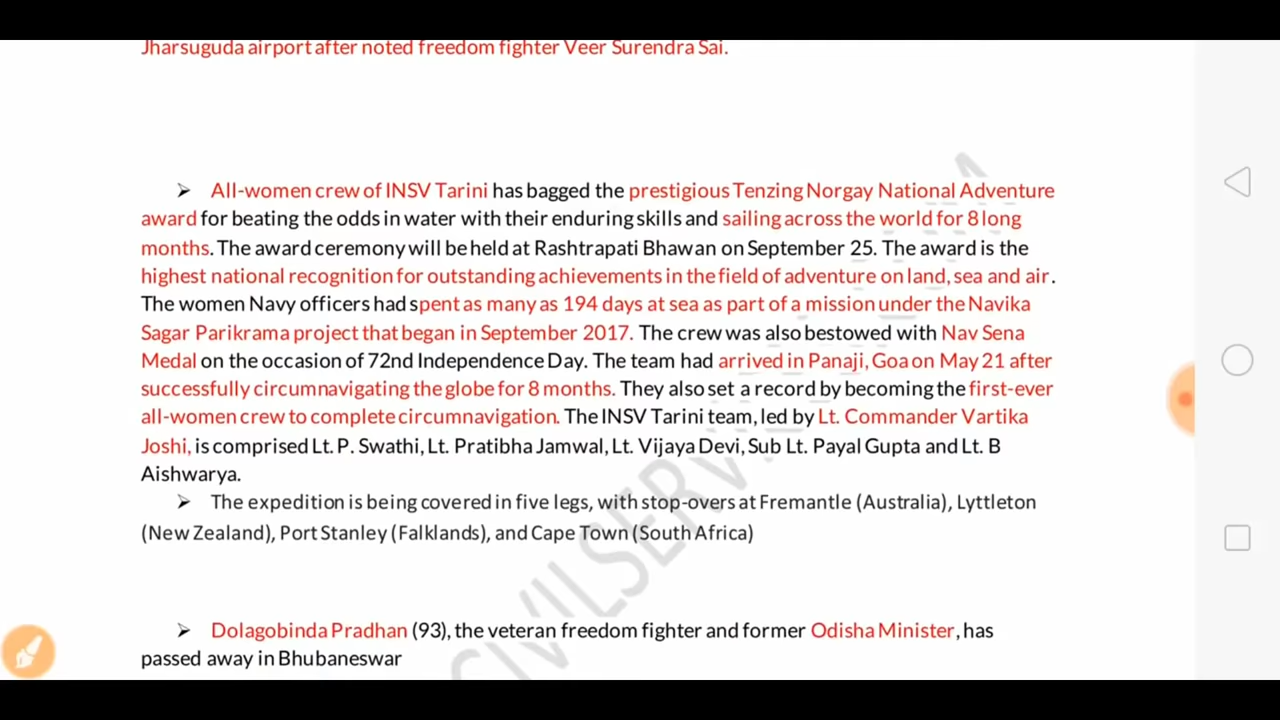 Jharsuguda airport after noted freedom fighter Veer Surendra Sai.
➢ All-women crew of INSV Tarini has bagged the prestigious Tenzing Norgay National Adventure
award for beating the odds in water with their enduring skills and sailing across the world for 8 long
months. The award ceremony will be held at Rashtrapati Bhawan on September 25. The award is the
highest national recognition for outstanding achievements in the field of adventure on land, sea and air.
The women Navy officers had spent as many as 194 days at sea as part of a mission under the Navika
Sagar Parikrama project that began in September 2017. The crew was also bestowed with Nav Sena
Medal on the occasion of 72nd Independence Day. The team had arrived in Panaji, Goa on May 21 after
successfully circumnavigating the globe for 8 months. They also set a record by becoming the first-ever
all-women crew to complete circumnavigation. The INSV Tarini team, led by Lt. Commander Vartika
Joshi, is comprised Lt. P. Swathi, Lt. Pratibha Jamwal, Lt. Vijaya Devi, Sub Lt. Payal Gupta and Lt. B
Aishwarya.
➢ The expedition is being covered in five legs, with stop-overs at Fremantle (Australia), Lyttleton
(New Zealand), Port Stanley (Falklands), and Cape Town (South Africa)
➢ Dolagobinda Pradhan (93), the veteran freedom fighter and former Odisha Minister, has
passed away in Bhubaneswar